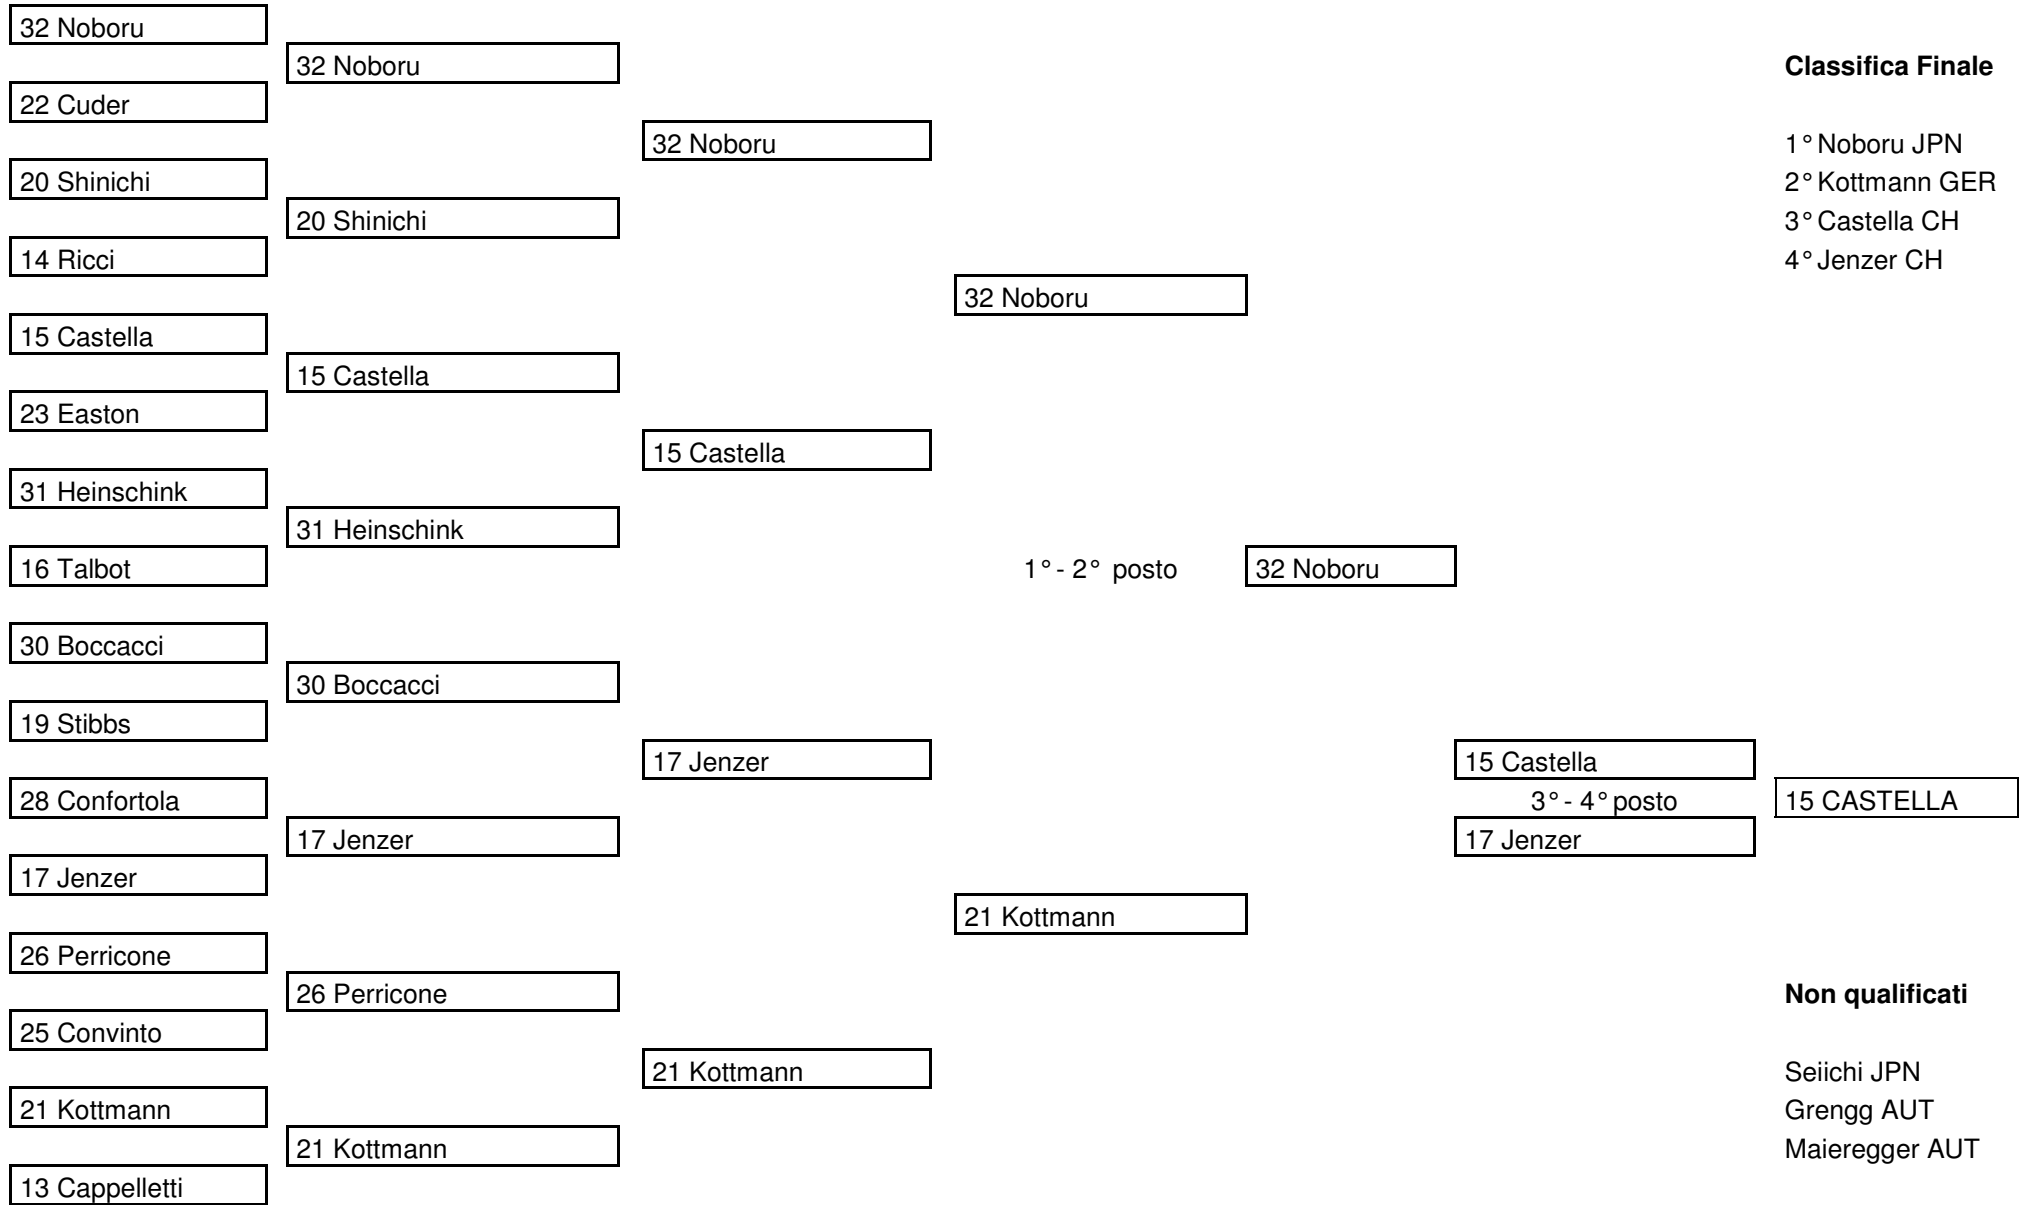 32 Noboru
32 Noboru
Classifica Finale
22 Cuder
32 Noboru
1° Noboru JPN
20 Shinichi
2° Kottmann GER
20 Shinichi
3° Castella CH
14 Ricci
4° Jenzer CH
32 Noboru
15 Castella
15 Castella
23 Easton
15 Castella
31 Heinschink
31 Heinschink
16 Talbot
1° - 2° posto
32 Noboru
30 Boccacci
30 Boccacci
19 Stibbs
17 Jenzer
15 Castella
28 Confortola
3° - 4° posto
15 CASTELLA
17 Jenzer
17 Jenzer
17 Jenzer
21 Kottmann
26 Perricone
26 Perricone
Non qualificati
25 Convinto
21 Kottmann
Seiichi JPN
21 Kottmann
Grengg AUT
21 Kottmann
Maieregger AUT
13 Cappelletti